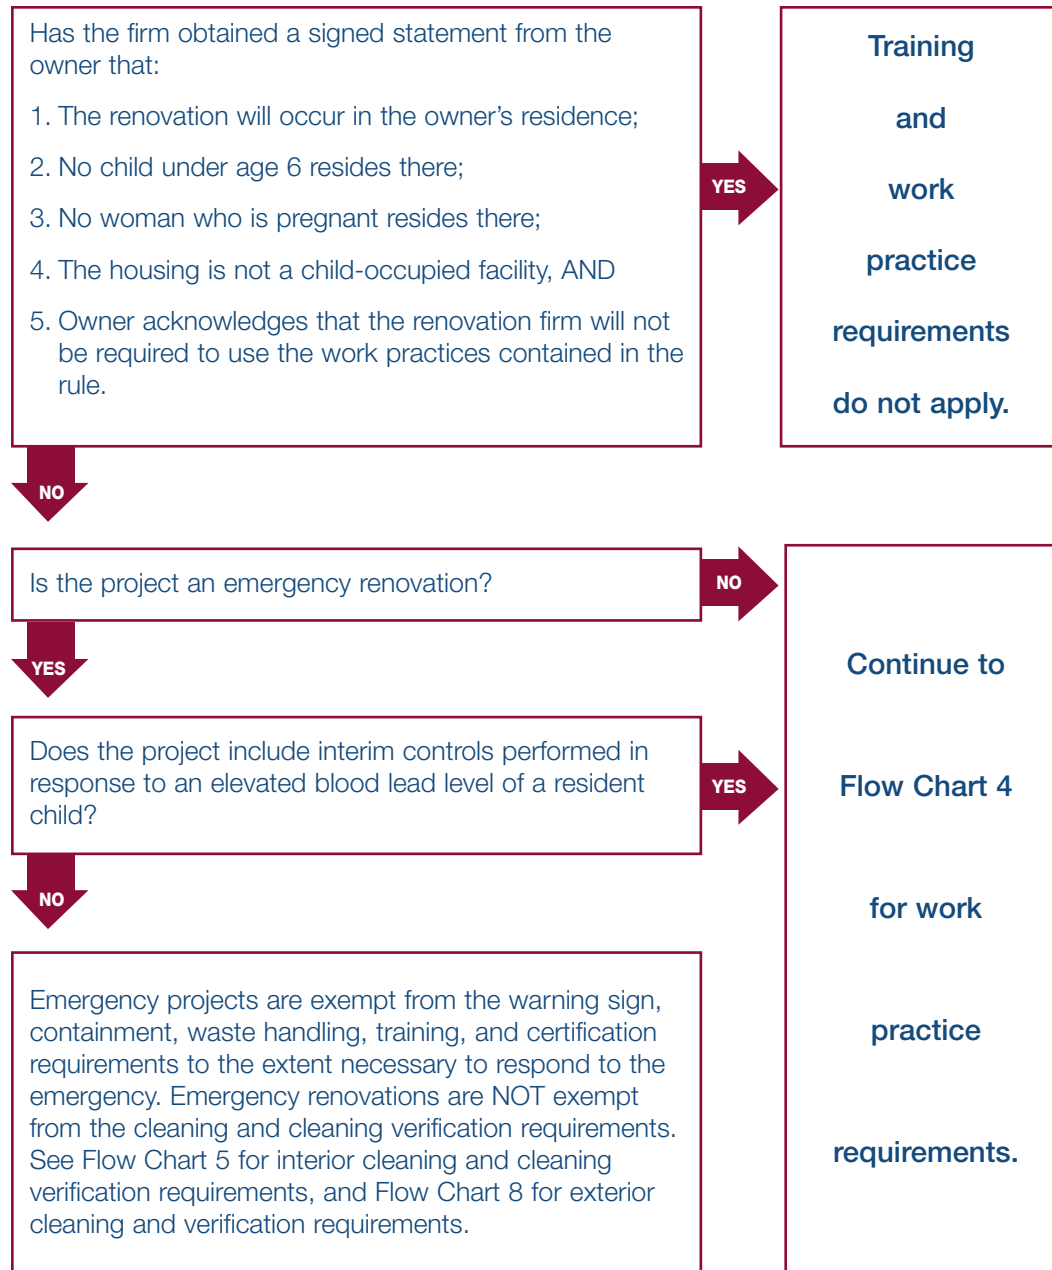 Has the firm obtained a signed statement from the
owner that:
1. The renovation will occur in the owner’s residence;
2. No child under age 6 resides there;
3. No woman who is pregnant resides there;
4. The housing is not a child-occupied facility, AND
5. Owner acknowledges that the renovation firm will not
be required to use the work practices contained in the
rule.
YES
Training
and
work
practice
requirements
do not apply.
NO
Is the project an emergency renovation?
NO
YES
Does the project include interim controls performed in
response to an elevated blood lead level of a resident
child?
YES
NO
Emergency projects are exempt from the warning sign,
containment, waste handling, training, and certification
requirements to the extent necessary to respond to the
emergency. Emergency renovations are NOT exempt
from the cleaning and cleaning verification requirements.
See Flow Chart 5 for interior cleaning and cleaning
verification requirements, and Flow Chart 8 for exterior
cleaning and verification requirements.
Continue to
Flow Chart 4
for work
practice
requirements.